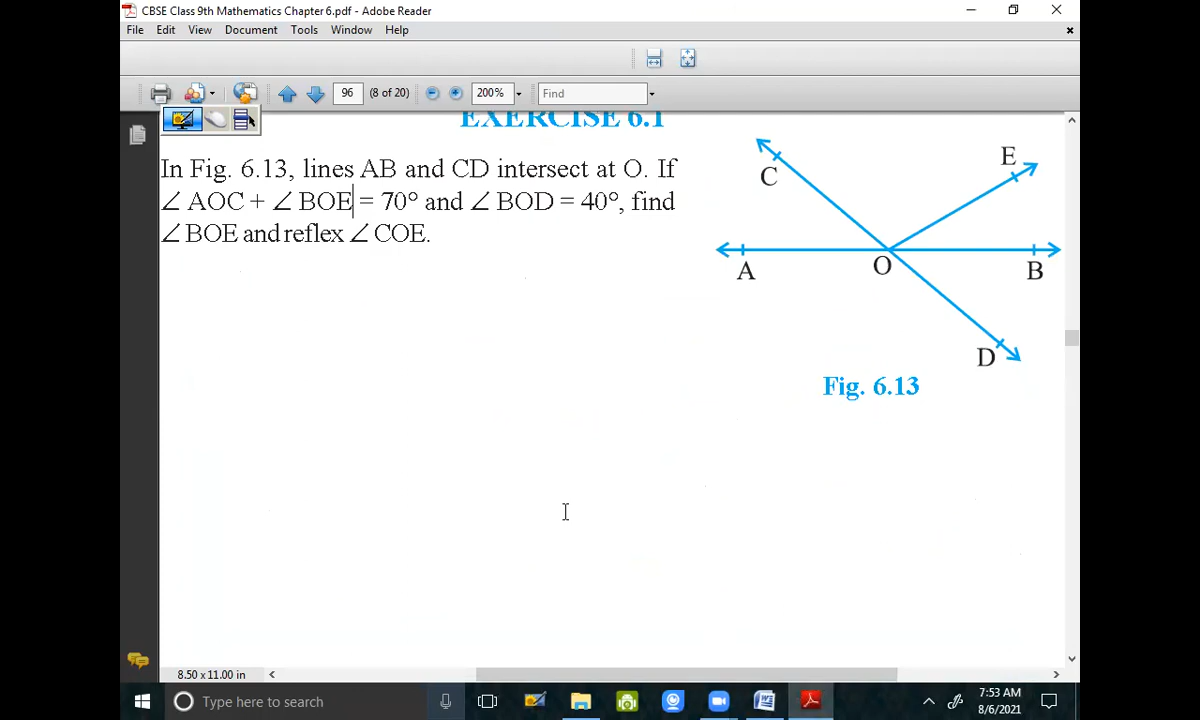 CBSE Class 9th Mathematics Chapter 6.pdf - Adobe Reader
File Edit View Document Tools Window Help
96 (8 of 20) 200% Find
EXERCISE 6.1
In Fig. 6.13, lines AB and CD intersect at O. If
∠ AOC + ∠ BOE = 70° and ∠ BOD = 40°, find
∠ BOE and reflex ∠ COE.
C
E
A
O
B
D
Fig. 6.13
8.50 x 11.00 in
Type here to search
7:53 AM
8/6/2021